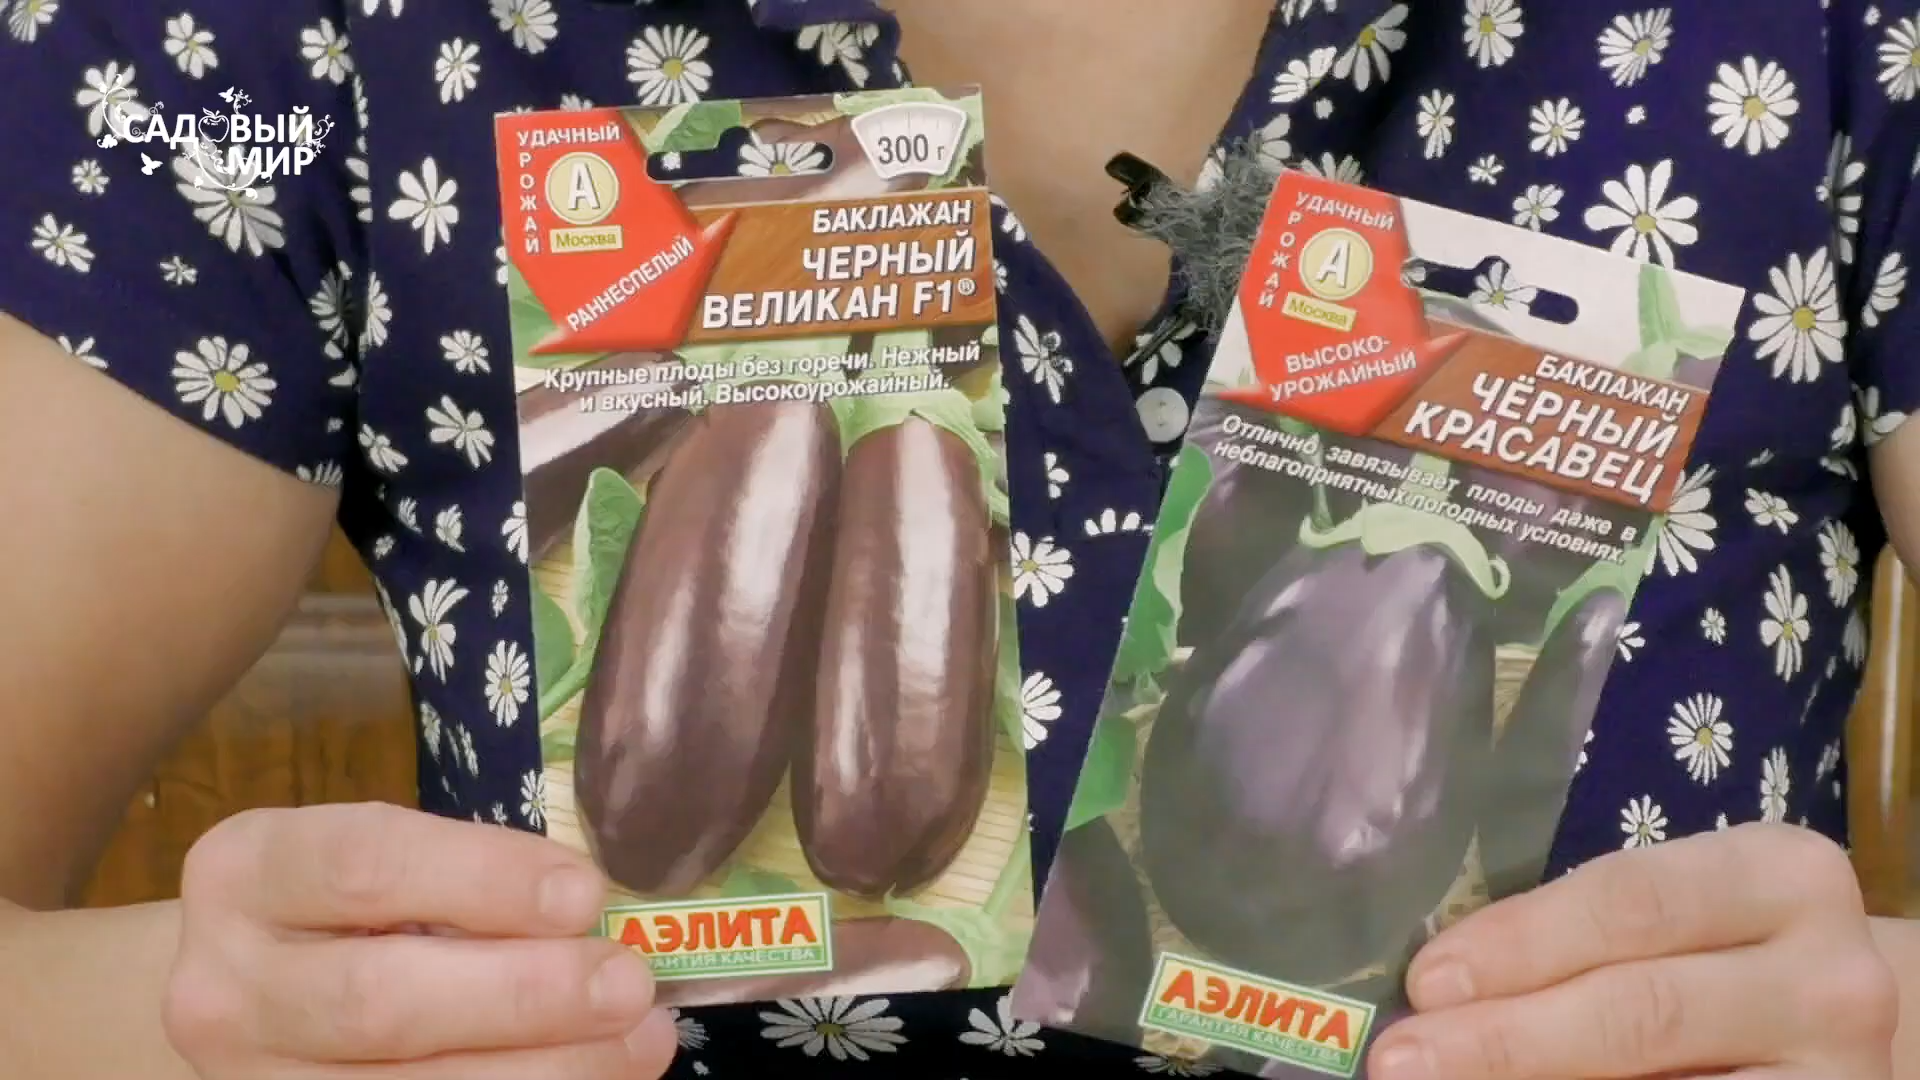 САДОВЫЙ
МИР
УДАЧНЫЙ
УРОЖАЙ
А
Москва
РАННЕСПЕЛЫЙ
300 г
БАКЛАЖАН
ЧЕРНЫЙ
ВЕЛИКАН F1®
Крупные плоды без горечи. Нежный
и вкусный. Высокоурожайный.
АЭЛИТА
РАНТИЯ КАЧЕСТВА
УДАЧНЫЙ
УРОЖАЙ
А
Москва
ВЫСОКО-
УРОЖАЙНЫЙ
БАКЛАЖАН
ЧЁРНЫЙ
КРАСАВЕЦ
Отлично завязывает плоды даже в
неблагоприятных погодных условиях.
АЭЛИТА
ГАРАНТИЯ КАЧЕСТВА